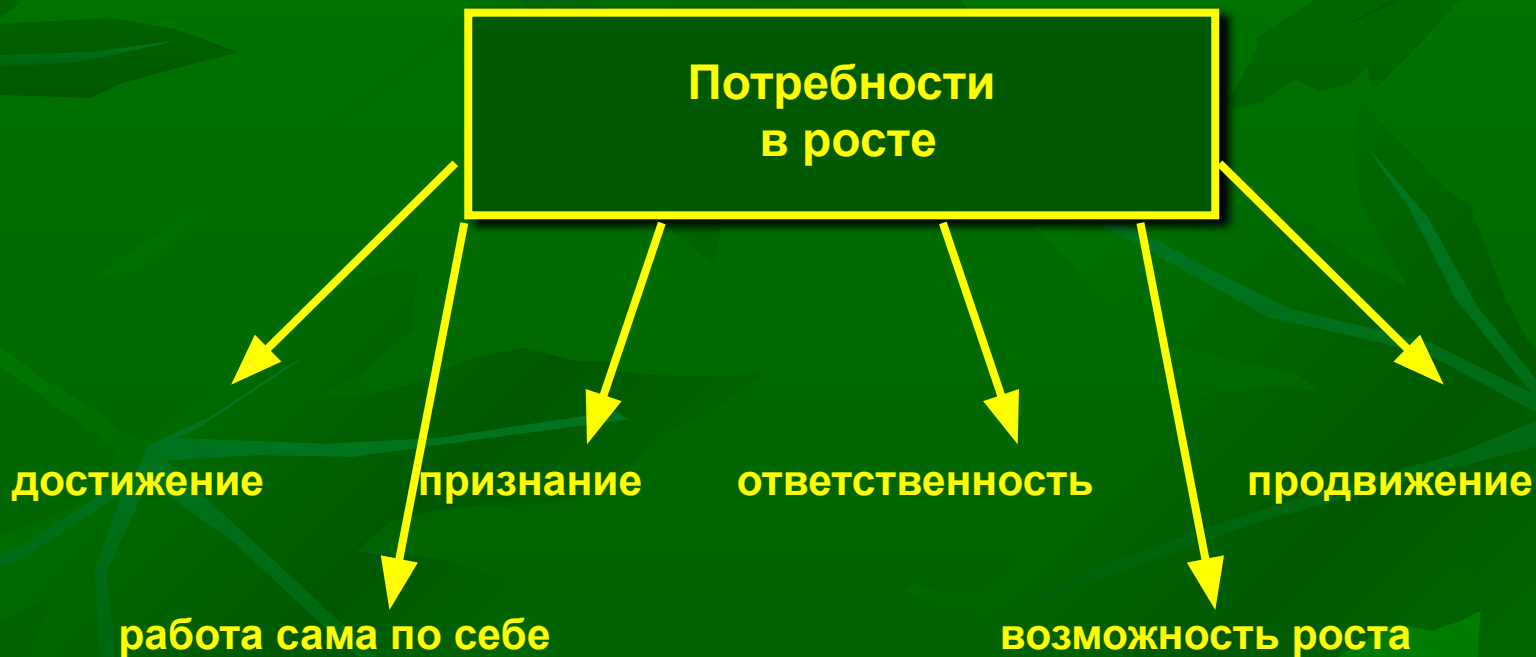 Потребности
в росте
достижение признание ответственность продвижение
работа сама по себе возможность роста